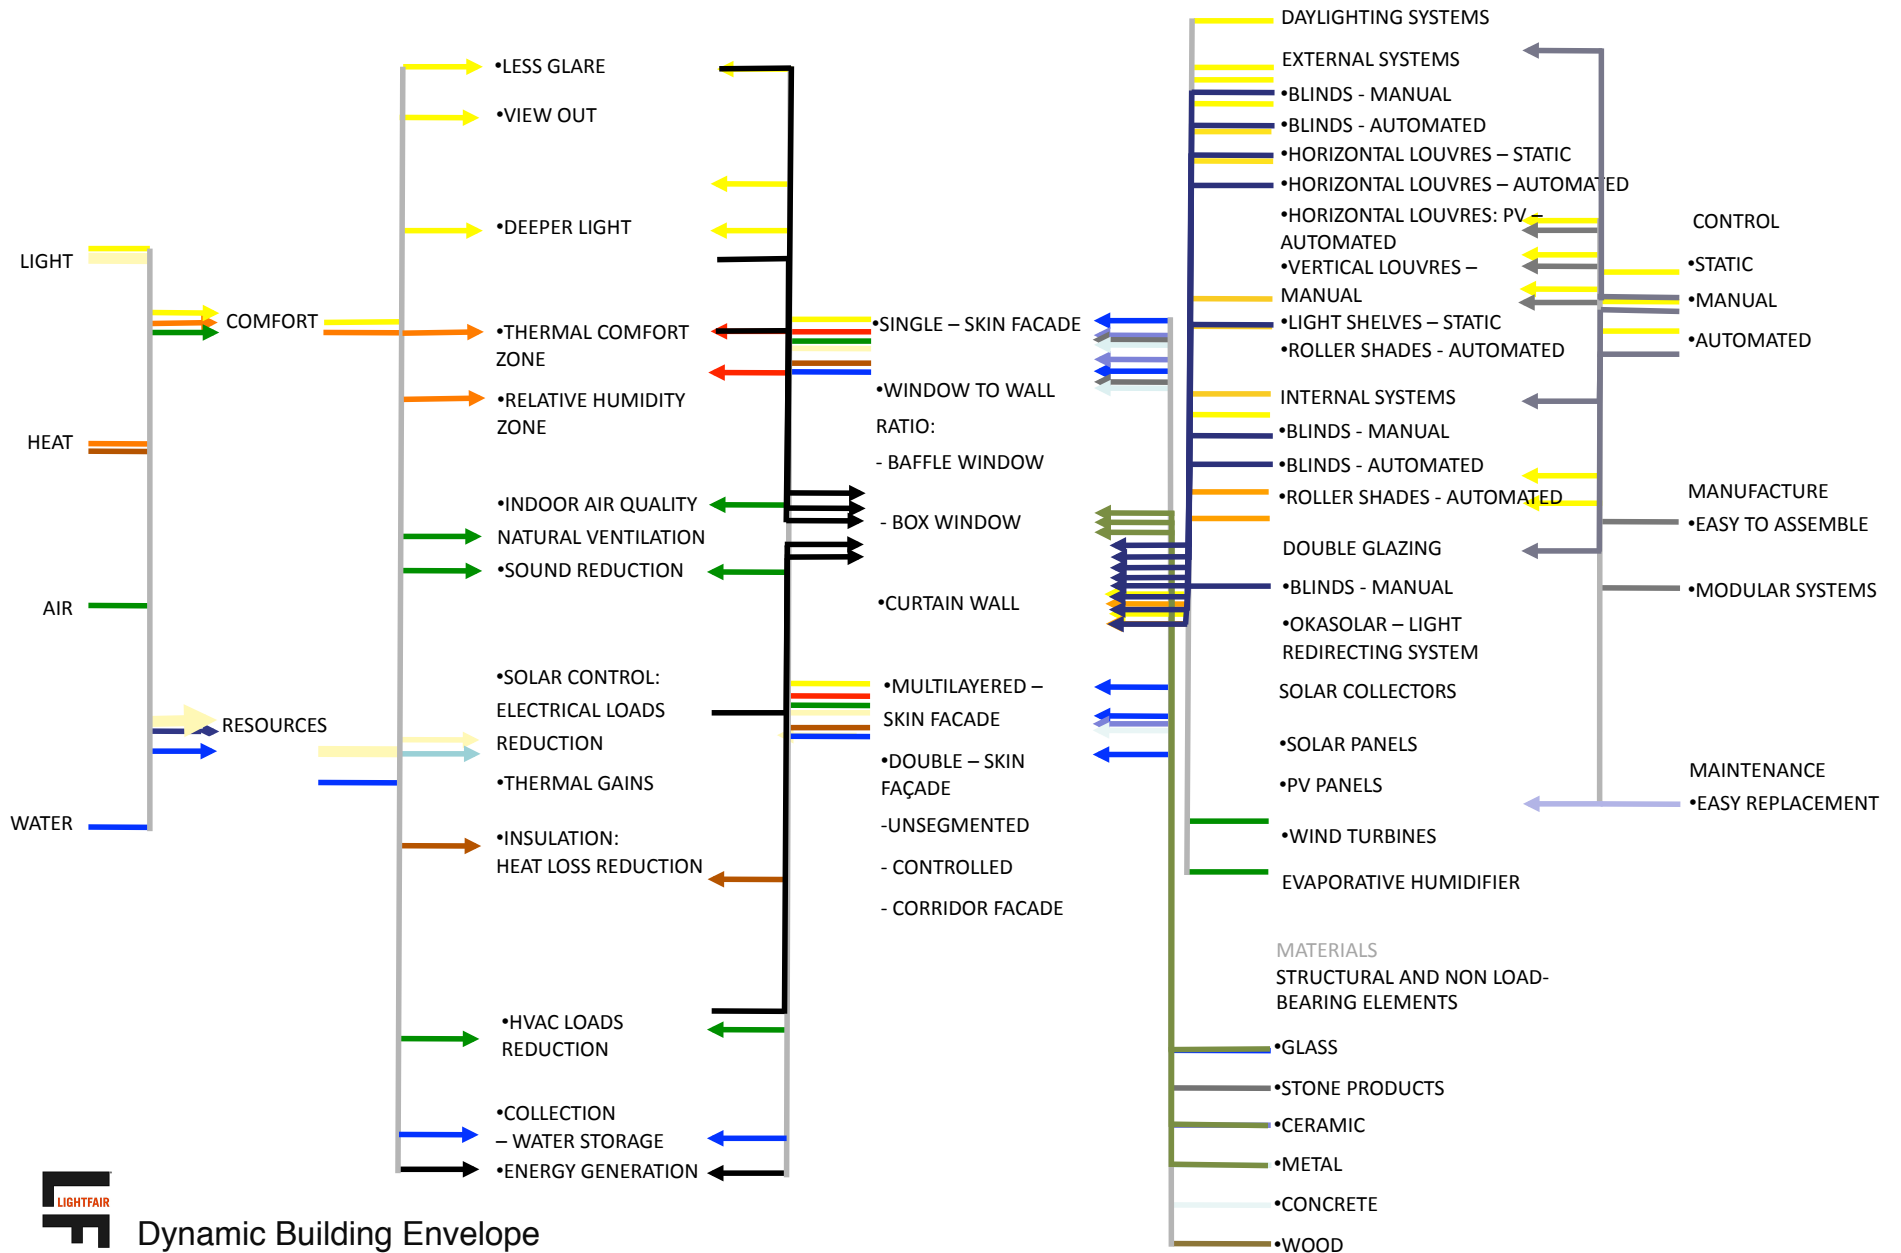 LIGHT
HEAT
AIR
WATER
COMFORT
RESOURCES
•LESS GLARE
•VIEW OUT
•DEEPER LIGHT
•THERMAL COMFORT
ZONE
•RELATIVE HUMIDITY
ZONE
•INDOOR AIR QUALITY
NATURAL VENTILATION
•SOUND REDUCTION
•SOLAR CONTROL:
ELECTRICAL LOADS
REDUCTION
•THERMAL GAINS
•INSULATION:
HEAT LOSS REDUCTION
•HVAC LOADS
REDUCTION
•COLLECTION
– WATER STORAGE
•ENERGY GENERATION
•SINGLE – SKIN FACADE
•WINDOW TO WALL
RATIO:
- BAFFLE WINDOW
- BOX WINDOW
•CURTAIN WALL
•MULTILAYERED –
SKIN FACADE
•DOUBLE – SKIN
FAÇADE
-UNSEGMENTED
- CONTROLLED
- CORRIDOR FACADE
DAYLIGHTING SYSTEMS
EXTERNAL SYSTEMS
•BLINDS - MANUAL
•BLINDS - AUTOMATED
•HORIZONTAL LOUVRES – STATIC
•HORIZONTAL LOUVRES – AUTOMATED
•HORIZONTAL LOUVRES: PV –
AUTOMATED
•VERTICAL LOUVRES –
MANUAL
•LIGHT SHELVES – STATIC
•ROLLER SHADES - AUTOMATED
INTERNAL SYSTEMS
•BLINDS - MANUAL
•BLINDS - AUTOMATED
•ROLLER SHADES - AUTOMATED
DOUBLE GLAZING
•BLINDS - MANUAL
•OKASOLAR – LIGHT
REDIRECTING SYSTEM
SOLAR COLLECTORS
•SOLAR PANELS
•PV PANELS
•WIND TURBINES
EVAPORATIVE HUMIDIFIER
MATERIALS
STRUCTURAL AND NON LOAD-
BEARING ELEMENTS
•GLASS
•STONE PRODUCTS
•CERAMIC
•METAL
•CONCRETE
•WOOD
CONTROL
•STATIC
•MANUAL
•AUTOMATED
MANUFACTURE
•EASY TO ASSEMBLE
•MODULAR SYSTEMS
MAINTENANCE
•EASY REPLACEMENT
LIGHTFAIR
Dynamic Building Envelope